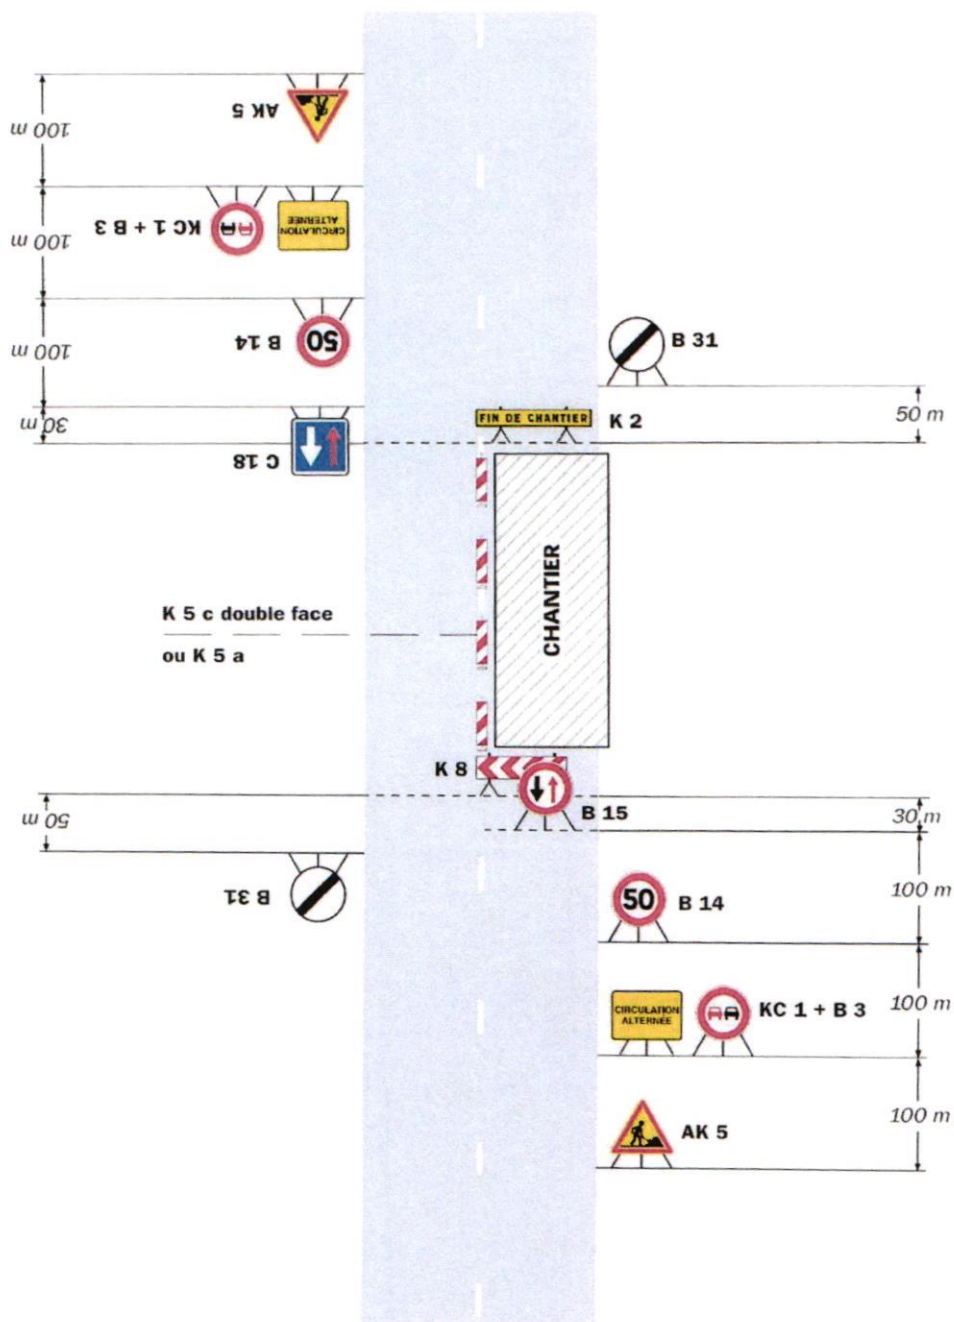 AK 5
100 m
KC 1 + B 3
CIRCULATION
ALTERNÉE
100 m
50
B 14
100 m
B 31
30 m
FIN DE CHANTIER
K 2
50 m
C 18
CHANTIER
K 5 c double face
ou K 5 a
K 8
B 15
50 m
30 m
B 31
50
B 14
100 m
CIRCULATION
ALTERNÉE
KC 1 + B 3
100 m
AK 5
100 m